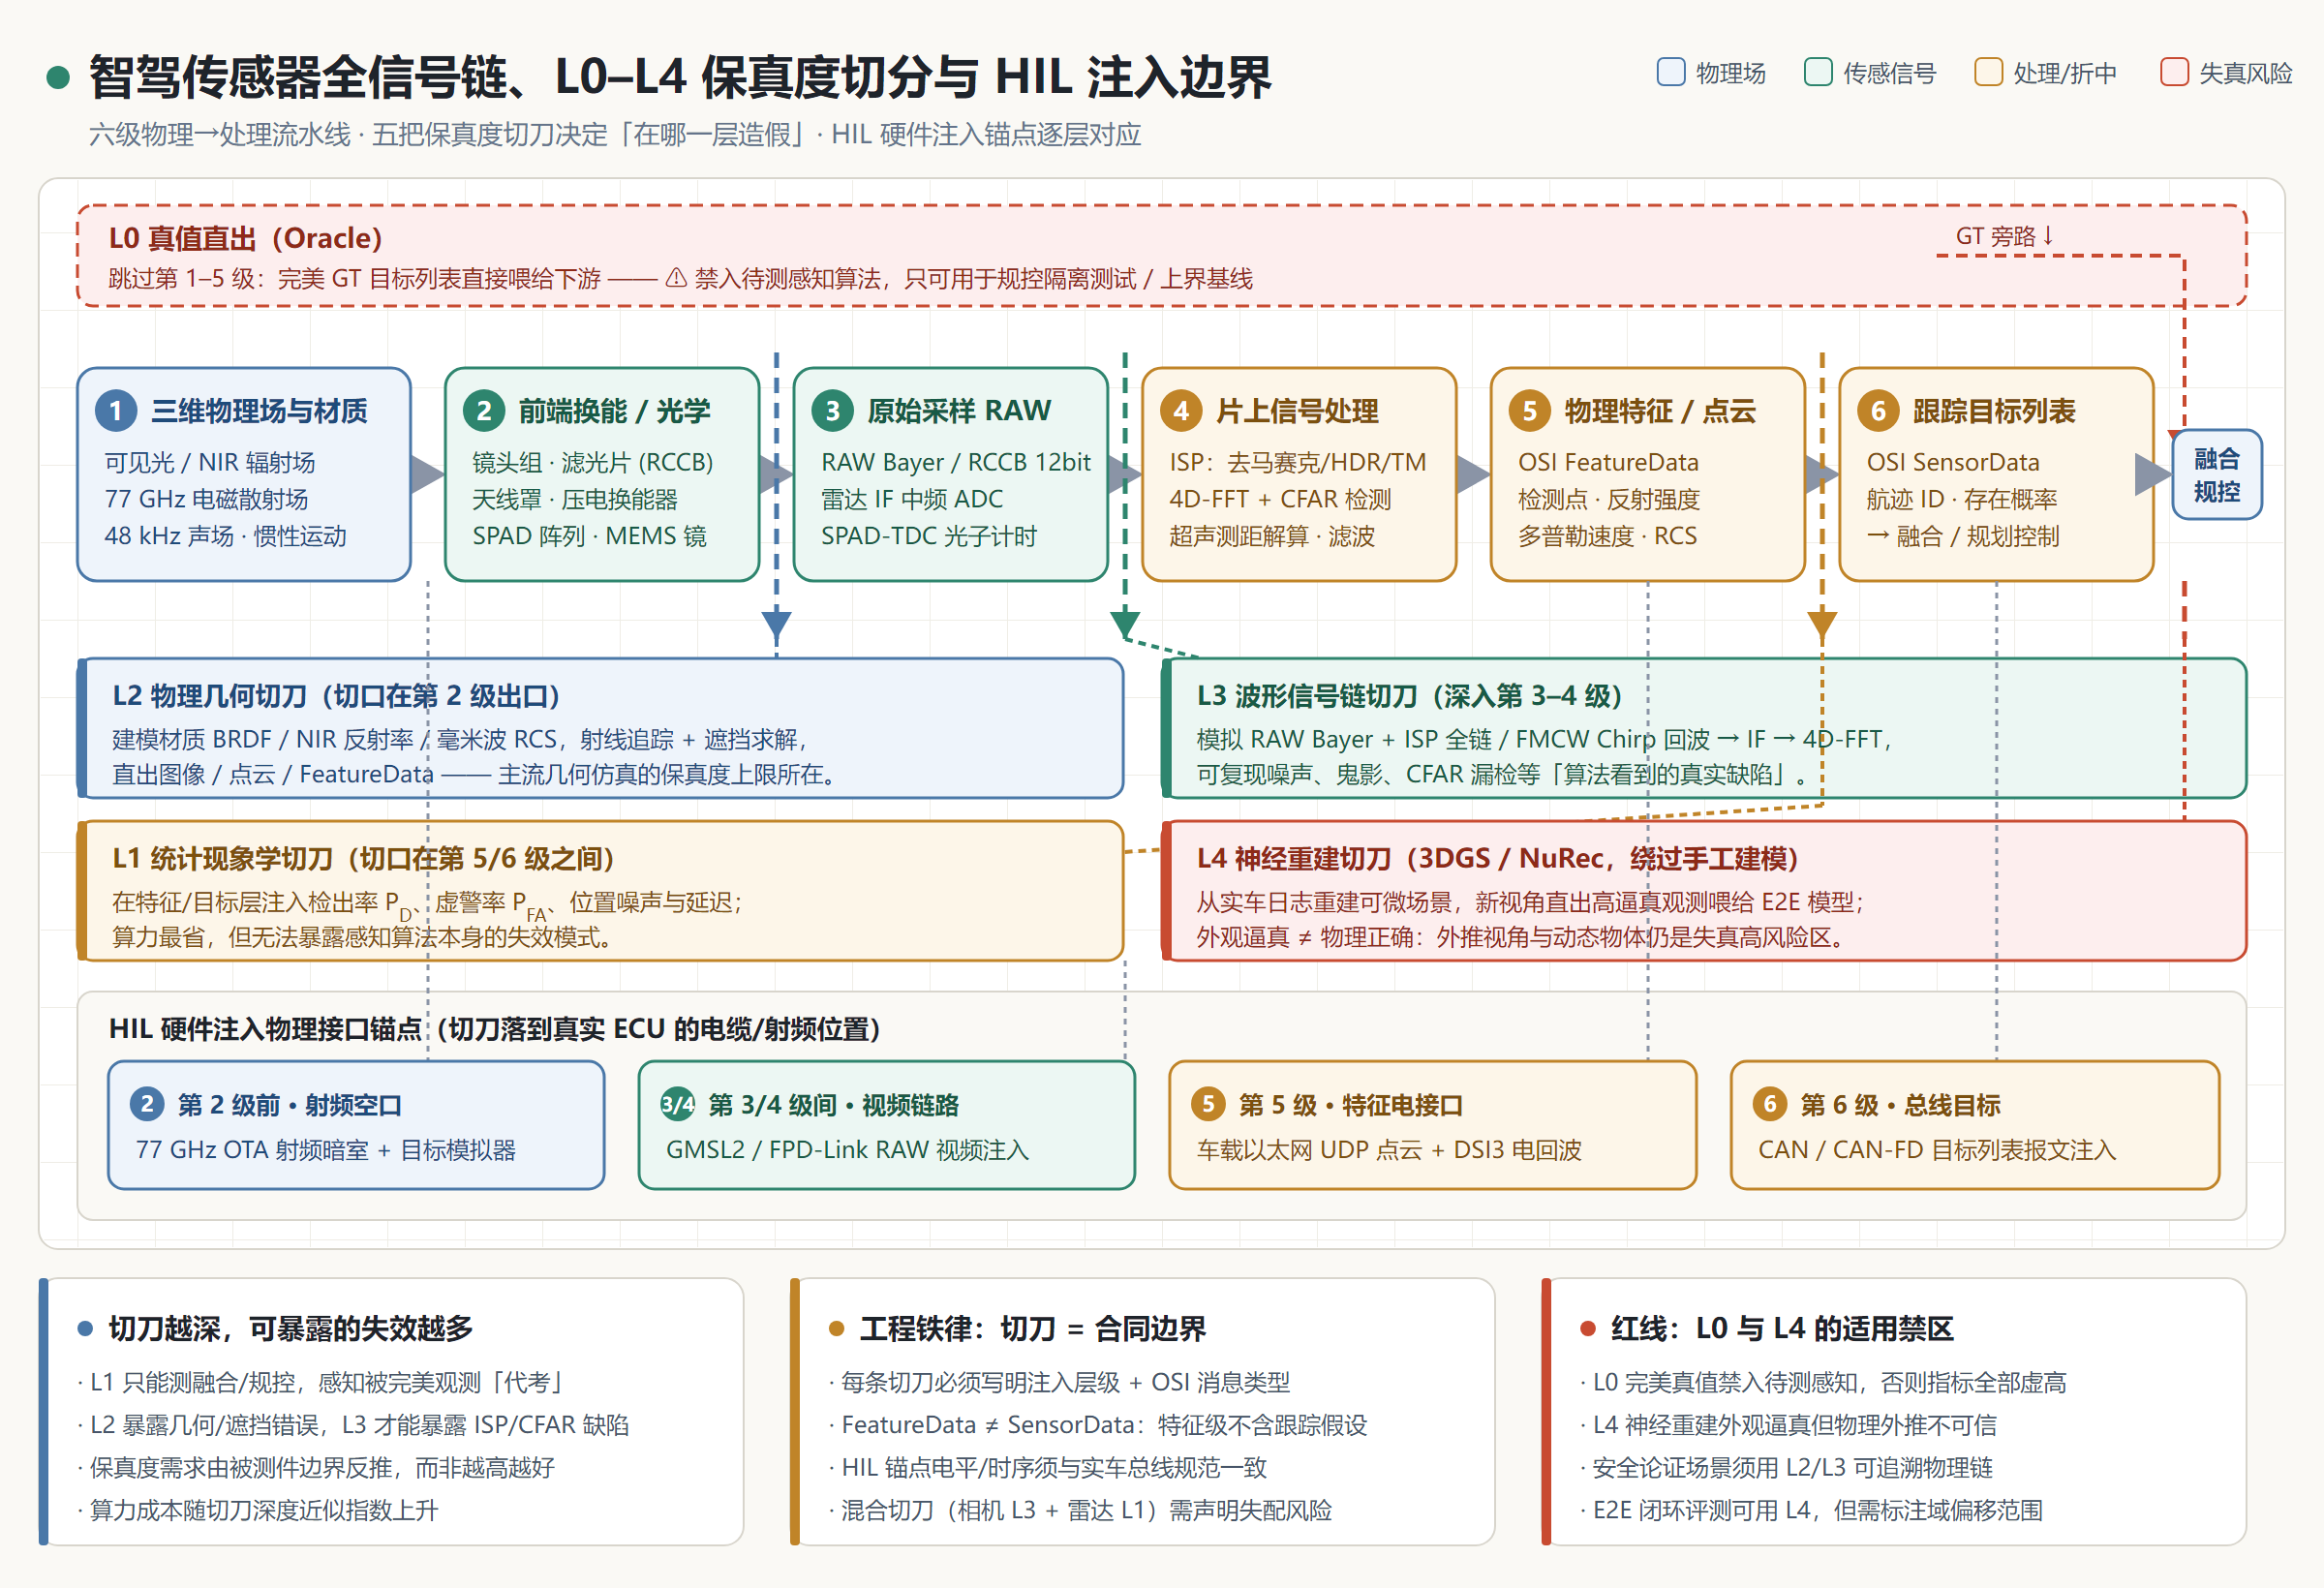 智驾传感器全信号链、L0–L4 保真度切分与 HIL 注入边界
物理场
传感信号
处理/折中
失真风险
六级物理→处理流水线 · 五把保真度切刀决定「在哪一层造假」 · HIL 硬件注入锚点逐层对应
L0 真值直出（Oracle）
GT 旁路 ↓
跳过第 1–5 级：完美 GT 目标列表直接喂给下游 —— ⚠ 禁入待测感知算法，只可用于规控隔离测试 / 上界基线
1 三维物理场与材质
可见光 / NIR 辐射场
77 GHz 电磁散射场
48 kHz 声场 · 惯性运动
2 前端换能 / 光学
镜头组 · 滤光片 (RCCB)
天线罩 · 压电换能器
SPAD 阵列 · MEMS 镜
3 原始采样 RAW
RAW Bayer / RCCB 12bit
雷达 IF 中频 ADC
SPAD-TDC 光子计时
4 片上信号处理
ISP：去马赛克/HDR/TM
4D-FFT + CFAR 检测
超声测距解算 · 滤波
5 物理特征 / 点云
OSI FeatureData
检测点 · 反射强度
多普勒速度 · RCS
6 跟踪目标列表
OSI SensorData
航迹 ID · 存在概率
→ 融合 / 规划控制
融合
规控
L2 物理几何切刀（切口在第 2 级出口）
建模材质 BRDF / NIR 反射率 / 毫米波 RCS，射线追踪 + 遮挡求解，
直出图像 / 点云 / FeatureData —— 主流几何仿真的保真度上限所在。
L3 波形信号链切刀（深入第 3–4 级）
模拟 RAW Bayer + ISP 全链 / FMCW Chirp 回波 → IF → 4D-FFT，
可复现噪声、鬼影、CFAR 漏检等「算法看到的真实缺陷」。
L1 统计现象学切刀（切口在第 5/6 级之间）
在特征/目标层注入检出率 PD、虚警率 PFA、位置噪声与延迟；
算力最省，但无法暴露感知算法本身的失效模式。
L4 神经重建切刀（3DGS / NuRec，绕过手工建模）
从实车日志重建可微场景，新视角直出高逼真观测喂给 E2E 模型；
外观逼真 ≠ 物理正确：外推视角与动态物体仍是失真高风险区。
HIL 硬件注入物理接口锚点（切刀落到真实 ECU 的电缆/射频位置）
2 第 2 级前 · 射频空口
77 GHz OTA 射频暗室 + 目标模拟器
3/4 第 3/4 级间 · 视频链路
GMSL2 / FPD-Link RAW 视频注入
5 第 5 级 · 特征电接口
车载以太网 UDP 点云 + DSI3 电回波
6 第 6 级 · 总线目标
CAN / CAN-FD 目标列表报文注入
切刀越深，可暴露的失效越多
· L1 只能测融合/规控，感知被完美观测「代考」
· L2 暴露几何/遮挡错误，L3 才能暴露 ISP/CFAR 缺陷
· 保真度需求由被测件边界反推，而非越高越好
· 算力成本随切刀深度近似指数上升
工程铁律：切刀 = 合同边界
· 每条切刀必须写明注入层级 + OSI 消息类型
· FeatureData ≠ SensorData：特征级不含跟踪假设
· HIL 锚点电平/时序须与实车总线规范一致
· 混合切刀（相机 L3 + 雷达 L1）需声明失配风险
红线：L0 与 L4 的适用禁区
· L0 完美真值禁入待测感知，否则指标全部虚高
· L4 神经重建外观逼真但物理外推不可信
· 安全论证场景须用 L2/L3 可追溯物理链
· E2E 闭环评测可用 L4，但需标注域偏移范围